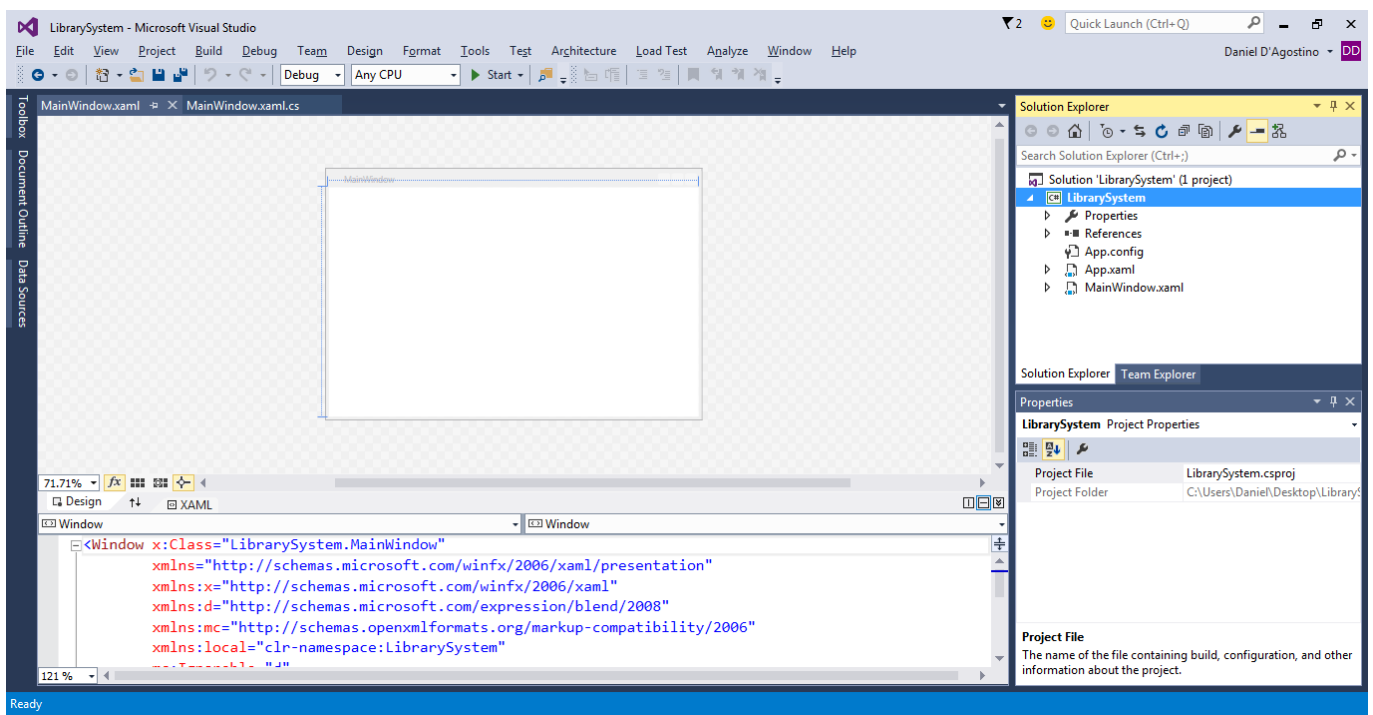 LibrarySystem - Microsoft Visual Studio
2
Quick Launch (Ctrl+Q)
File Edit View Project Build Debug Team Design Format Tools Test Architecture Load Test Analyze Window Help
Daniel D'Agostino DD
Debug Any CPU Start
Toolbox
Document Outline
Data Sources
MainWindow.xaml MainWindow.xaml.cs
MainWindow
71.71% fx
Design XAML
Window Window
<Window x:Class="LibrarySystem.MainWindow"
xmlns="http://schemas.microsoft.com/winfx/2006/xaml/presentation"
xmlns:x="http://schemas.microsoft.com/winfx/2006/xaml"
xmlns:d="http://schemas.microsoft.com/expression/blend/2008"
xmlns:mc="http://schemas.openxmlformats.org/markup-compatibility/2006"
xmlns:local="clr-namespace:LibrarySystem"
121 %
Solution Explorer
Search Solution Explorer (Ctrl+;)
Solution 'LibrarySystem' (1 project)
C# LibrarySystem
Properties
References
App.config
App.xaml
MainWindow.xaml
Solution Explorer Team Explorer
Properties
LibrarySystem Project Properties
Project File LibrarySystem.csproj
Project Folder C:\Users\Daniel\Desktop\Library
Project File
The name of the file containing build, configuration, and other
information about the project.
Ready